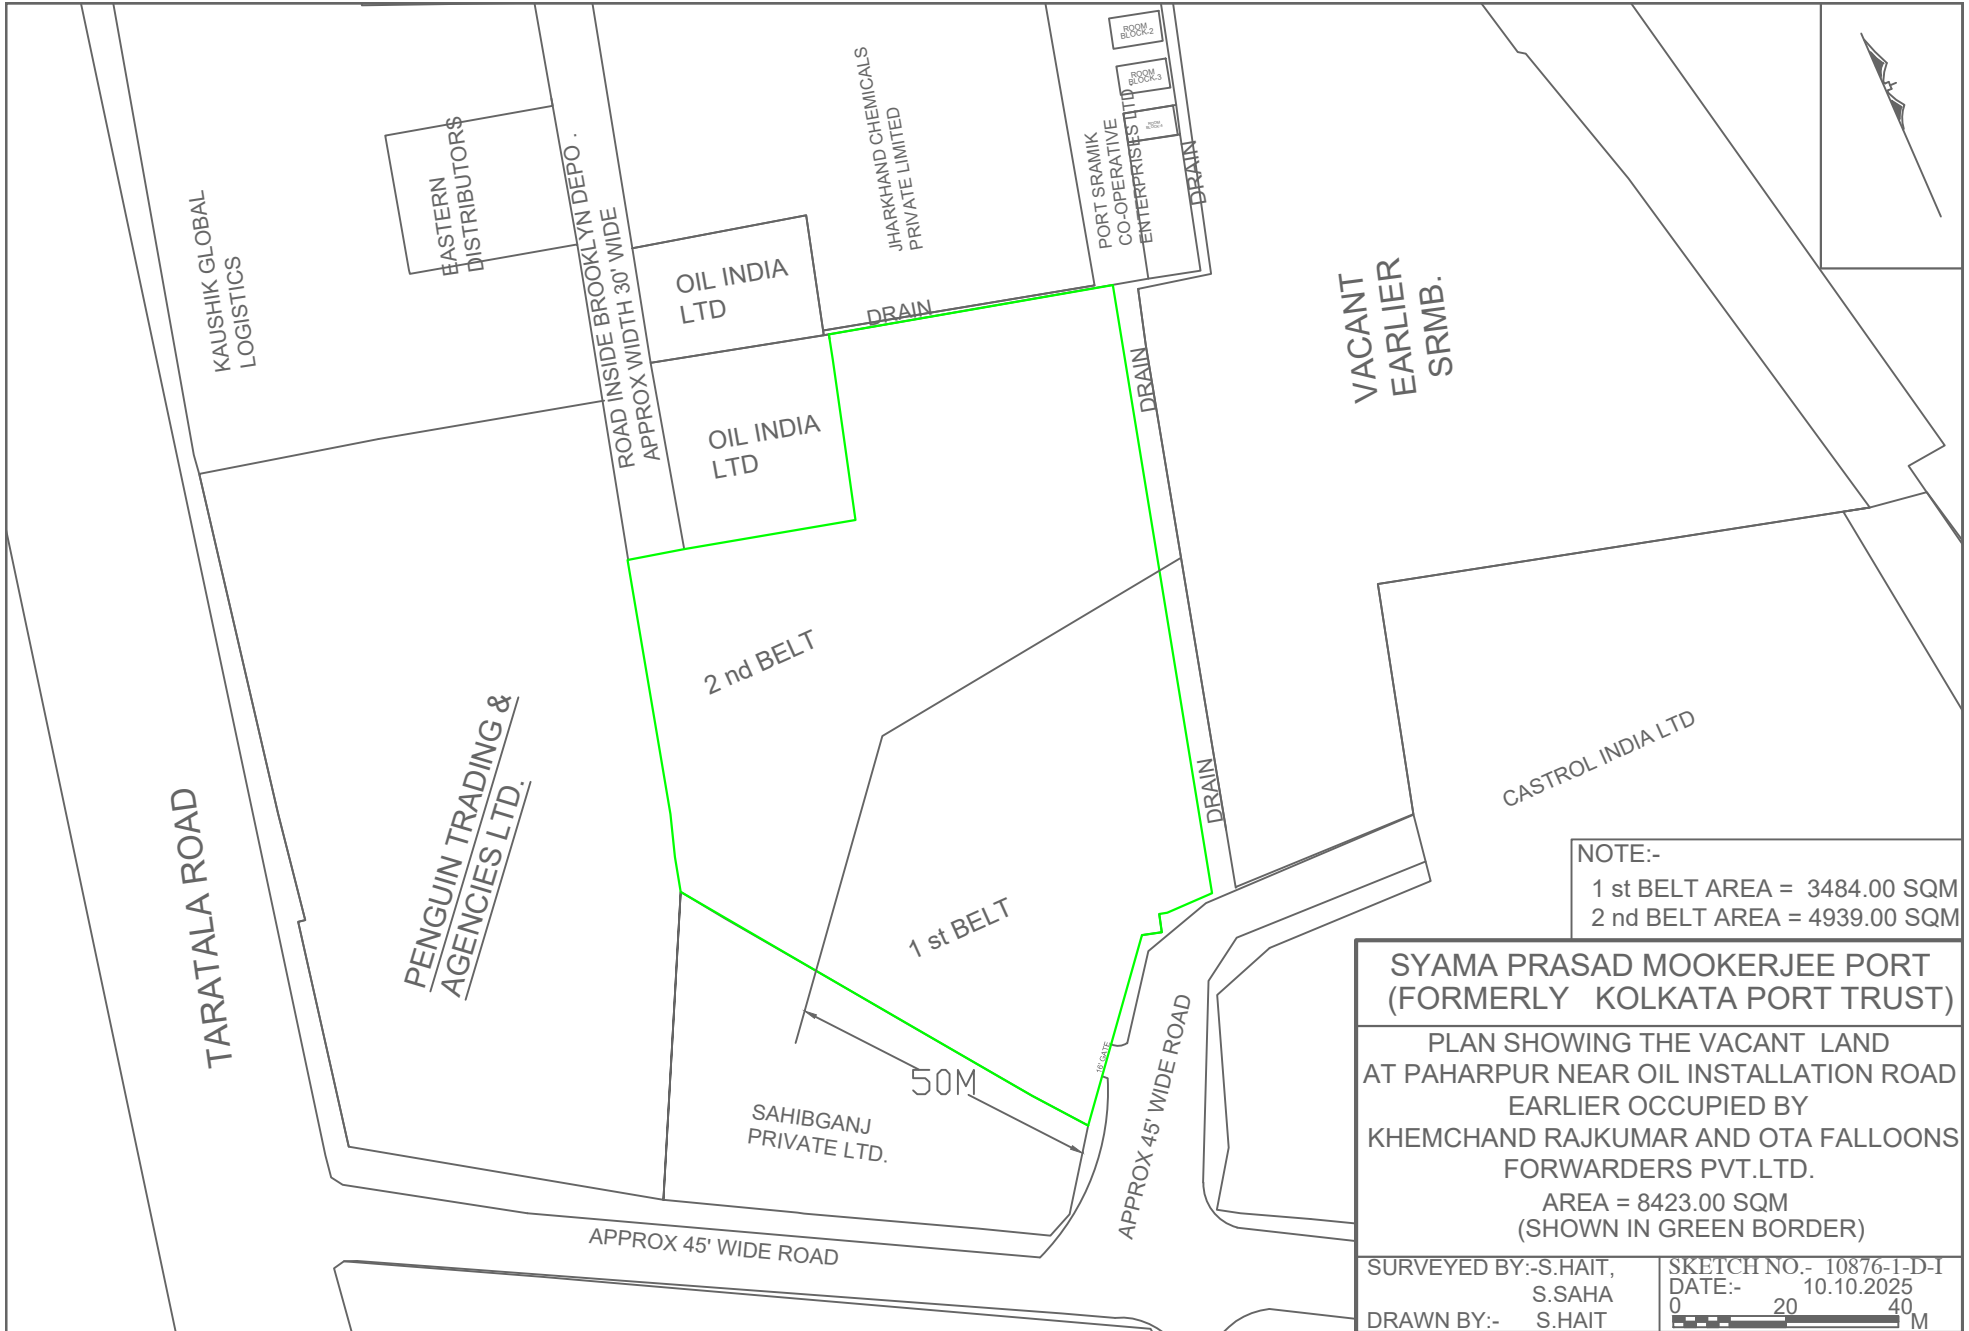 ROOM
BLOCK-2
ROOM
BLOCK-3
KAUSHIK GLOBAL
LOGISTICS
EASTERN
DISTRIBUTORS
ROAD INSIDE BROOKLYN DEPO .
APPROX WIDTH 30' WIDE
JHARKHAND CHEMICALS
PRIVATE LIMITED
PORT SRAMIK
CO-OPERATIVE
ENTERPRISES LTD.
DRAIN
OIL INDIA
LTD
DRAIN
VACANT
EARLIER
SRMB.
OIL INDIA
LTD
DRAIN
2 nd BELT
PENGUIN TRADING &
AGENCIES LTD.
TARATALA ROAD
DRAIN
CASTROL INDIA LTD
1 st BELT
16' GATE
50M
SAHIBGANJ
PRIVATE LTD.
APPROX 45' WIDE ROAD
APPROX 45' WIDE ROAD
NOTE:-
1 st BELT AREA = 3484.00 SQM
2 nd BELT AREA = 4939.00 SQM
SYAMA PRASAD MOOKERJEE PORT
(FORMERLY KOLKATA PORT TRUST)
PLAN SHOWING THE VACANT LAND
AT PAHARPUR NEAR OIL INSTALLATION ROAD
EARLIER OCCUPIED BY
KHEMCHAND RAJKUMAR AND OTA FALLOONS
FORWARDERS PVT.LTD.
AREA = 8423.00 SQM
(SHOWN IN GREEN BORDER)
SURVEYED BY:-S.HAIT,
S.SAHA
DRAWN BY:- S.HAIT
SKETCH NO.- 10876-1-D-I
DATE:- 10.10.2025
0 20 40
M